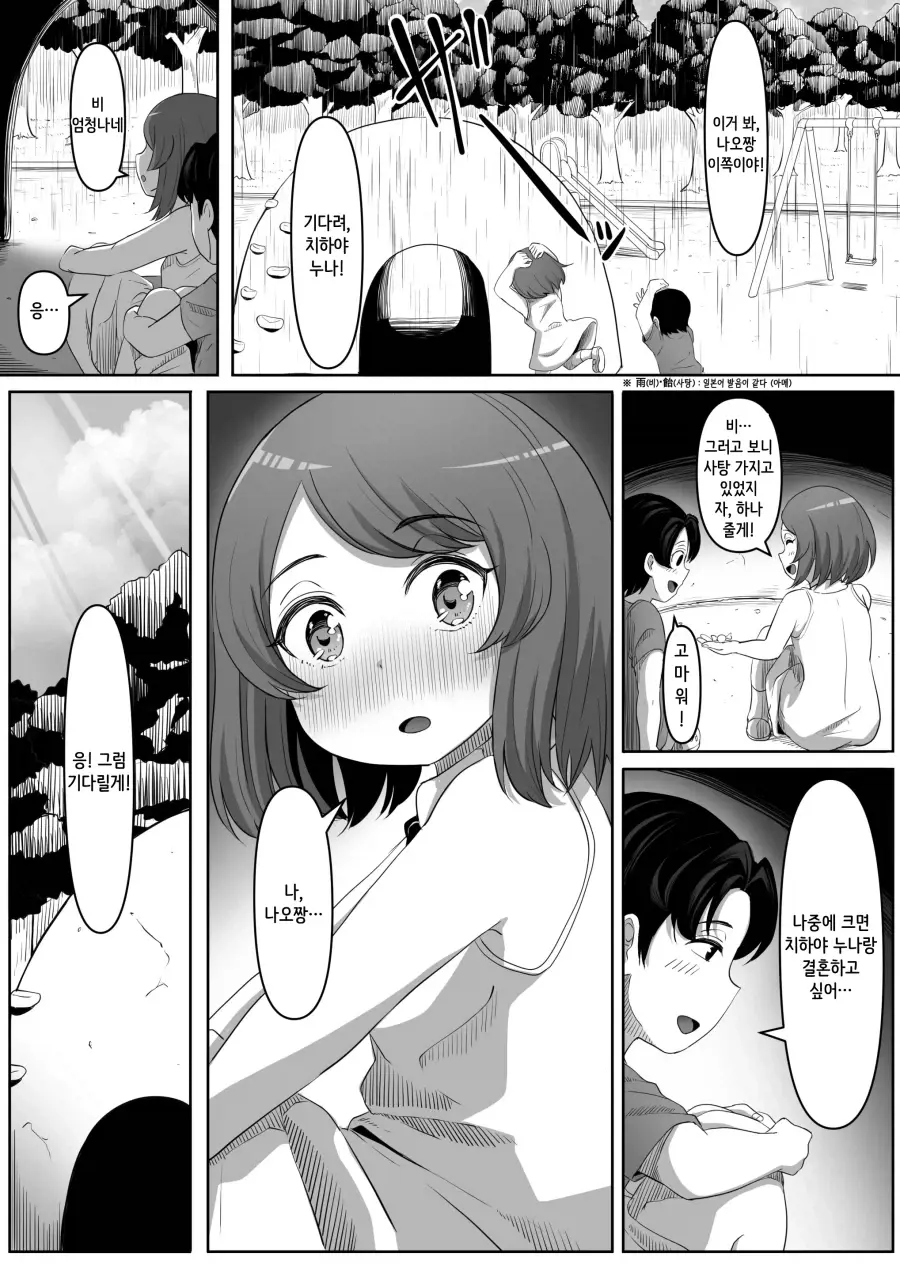 이거 봐,
나오짱
이쪽이야!
기다려,
치하야
누나!
ザーッ
비
엄청나네
응…
※ 雨(비)·飴(사탕) : 일본어 발음이 같다 (아메)
비…
그러고 보니
사탕 가지고
있었지
자, 하나
줄게!
고
마
워
!
나중에 크면
치하야 누나랑
결혼하고
싶어…
나,
나오짱…
응! 그럼
기다릴게!